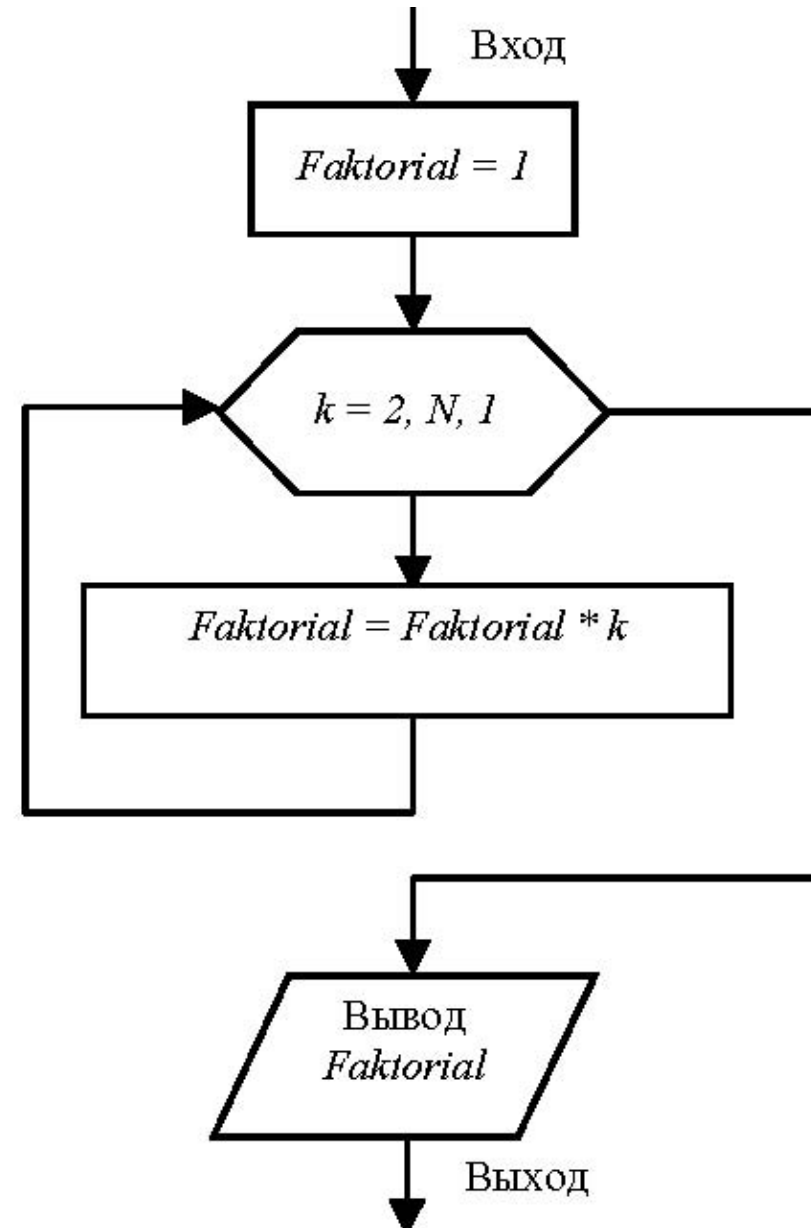 Вход
Faktorial = 1
k = 2, N, 1
Faktorial = Faktorial * k
Вывод
Faktorial
Выход